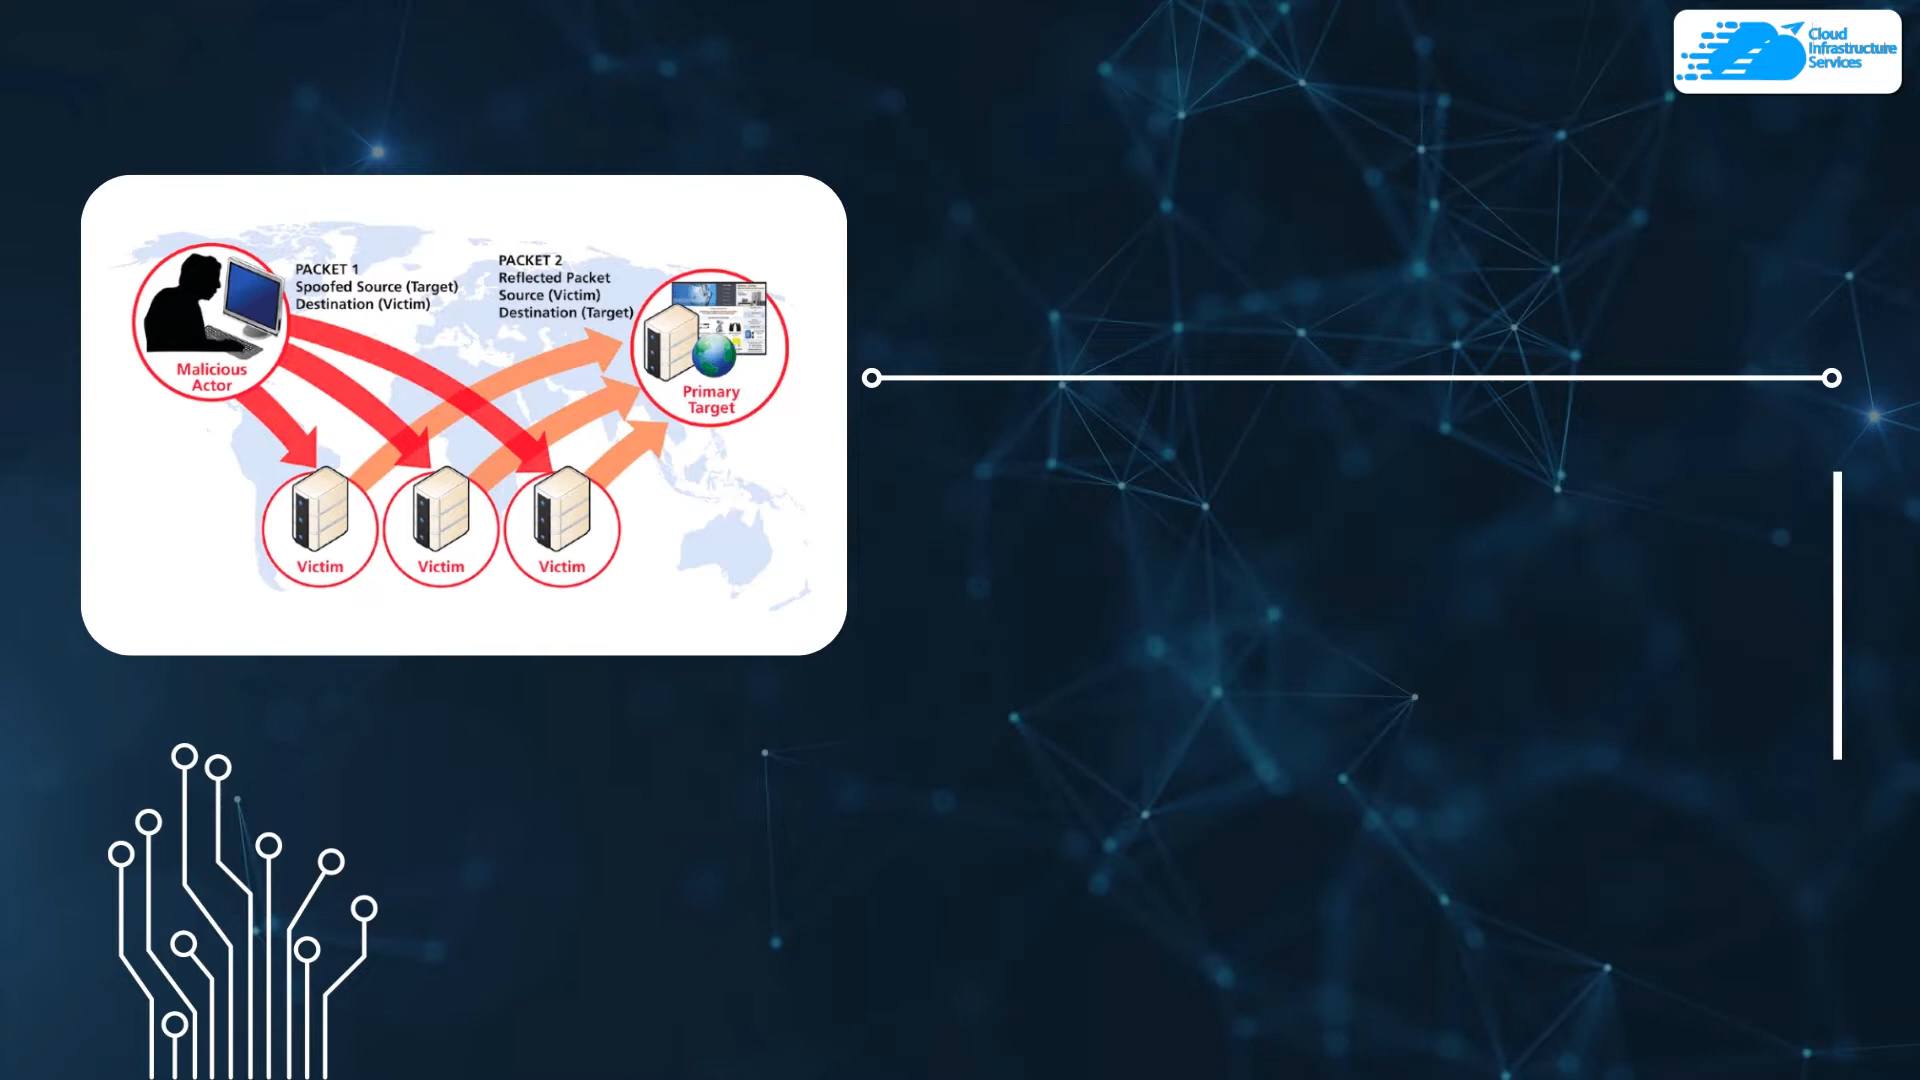 Cloud
Infrastructure
Services
PACKET 1
Spoofed Source (Target)
Destination (Victim)
PACKET 2
Reflected Packet
Source (Victim)
Destination (Target)
Malicious
Actor
Primary
Target
Victim
Victim
Victim